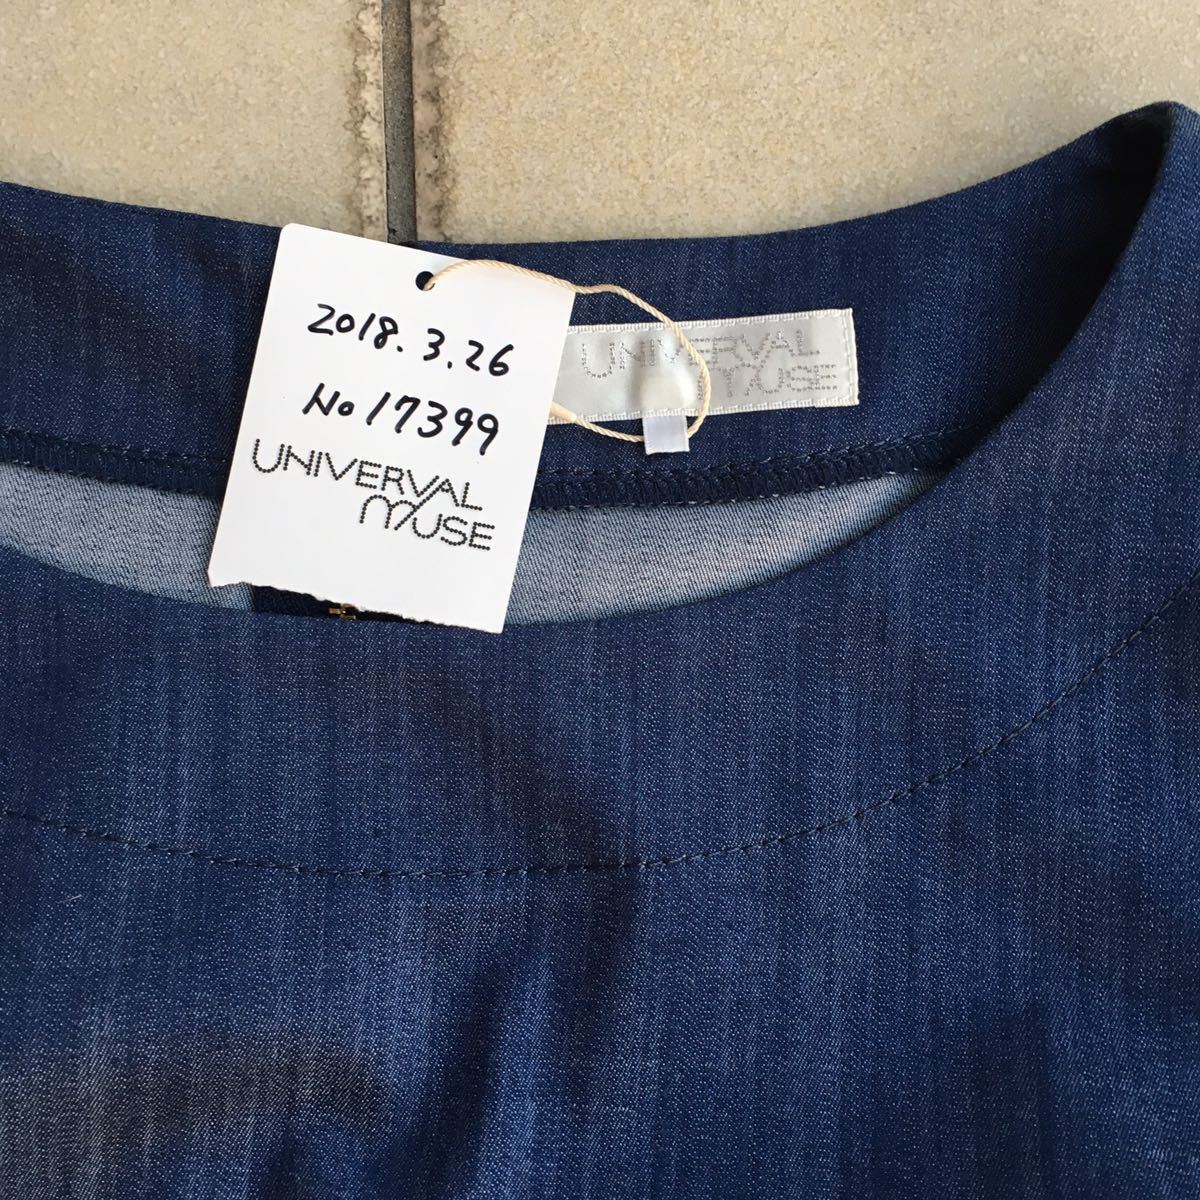 2018.3.26
No 17399
UNIVERVAL
MUSE
UNIVERVAL
MUSE